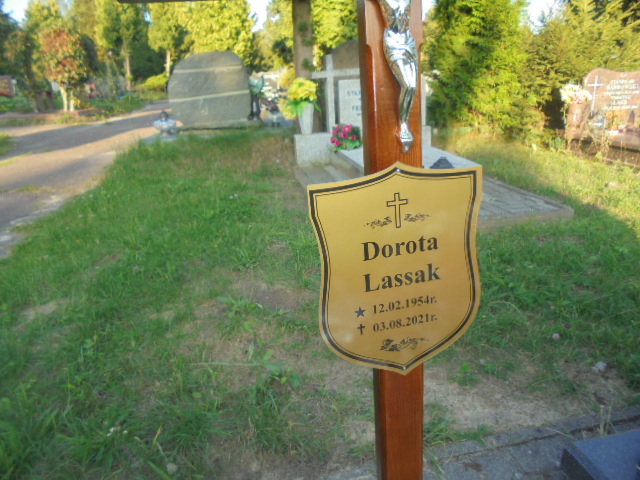 Dorota
Lassak
★ 12.02.1954r.
✝ 03.08.2021r.